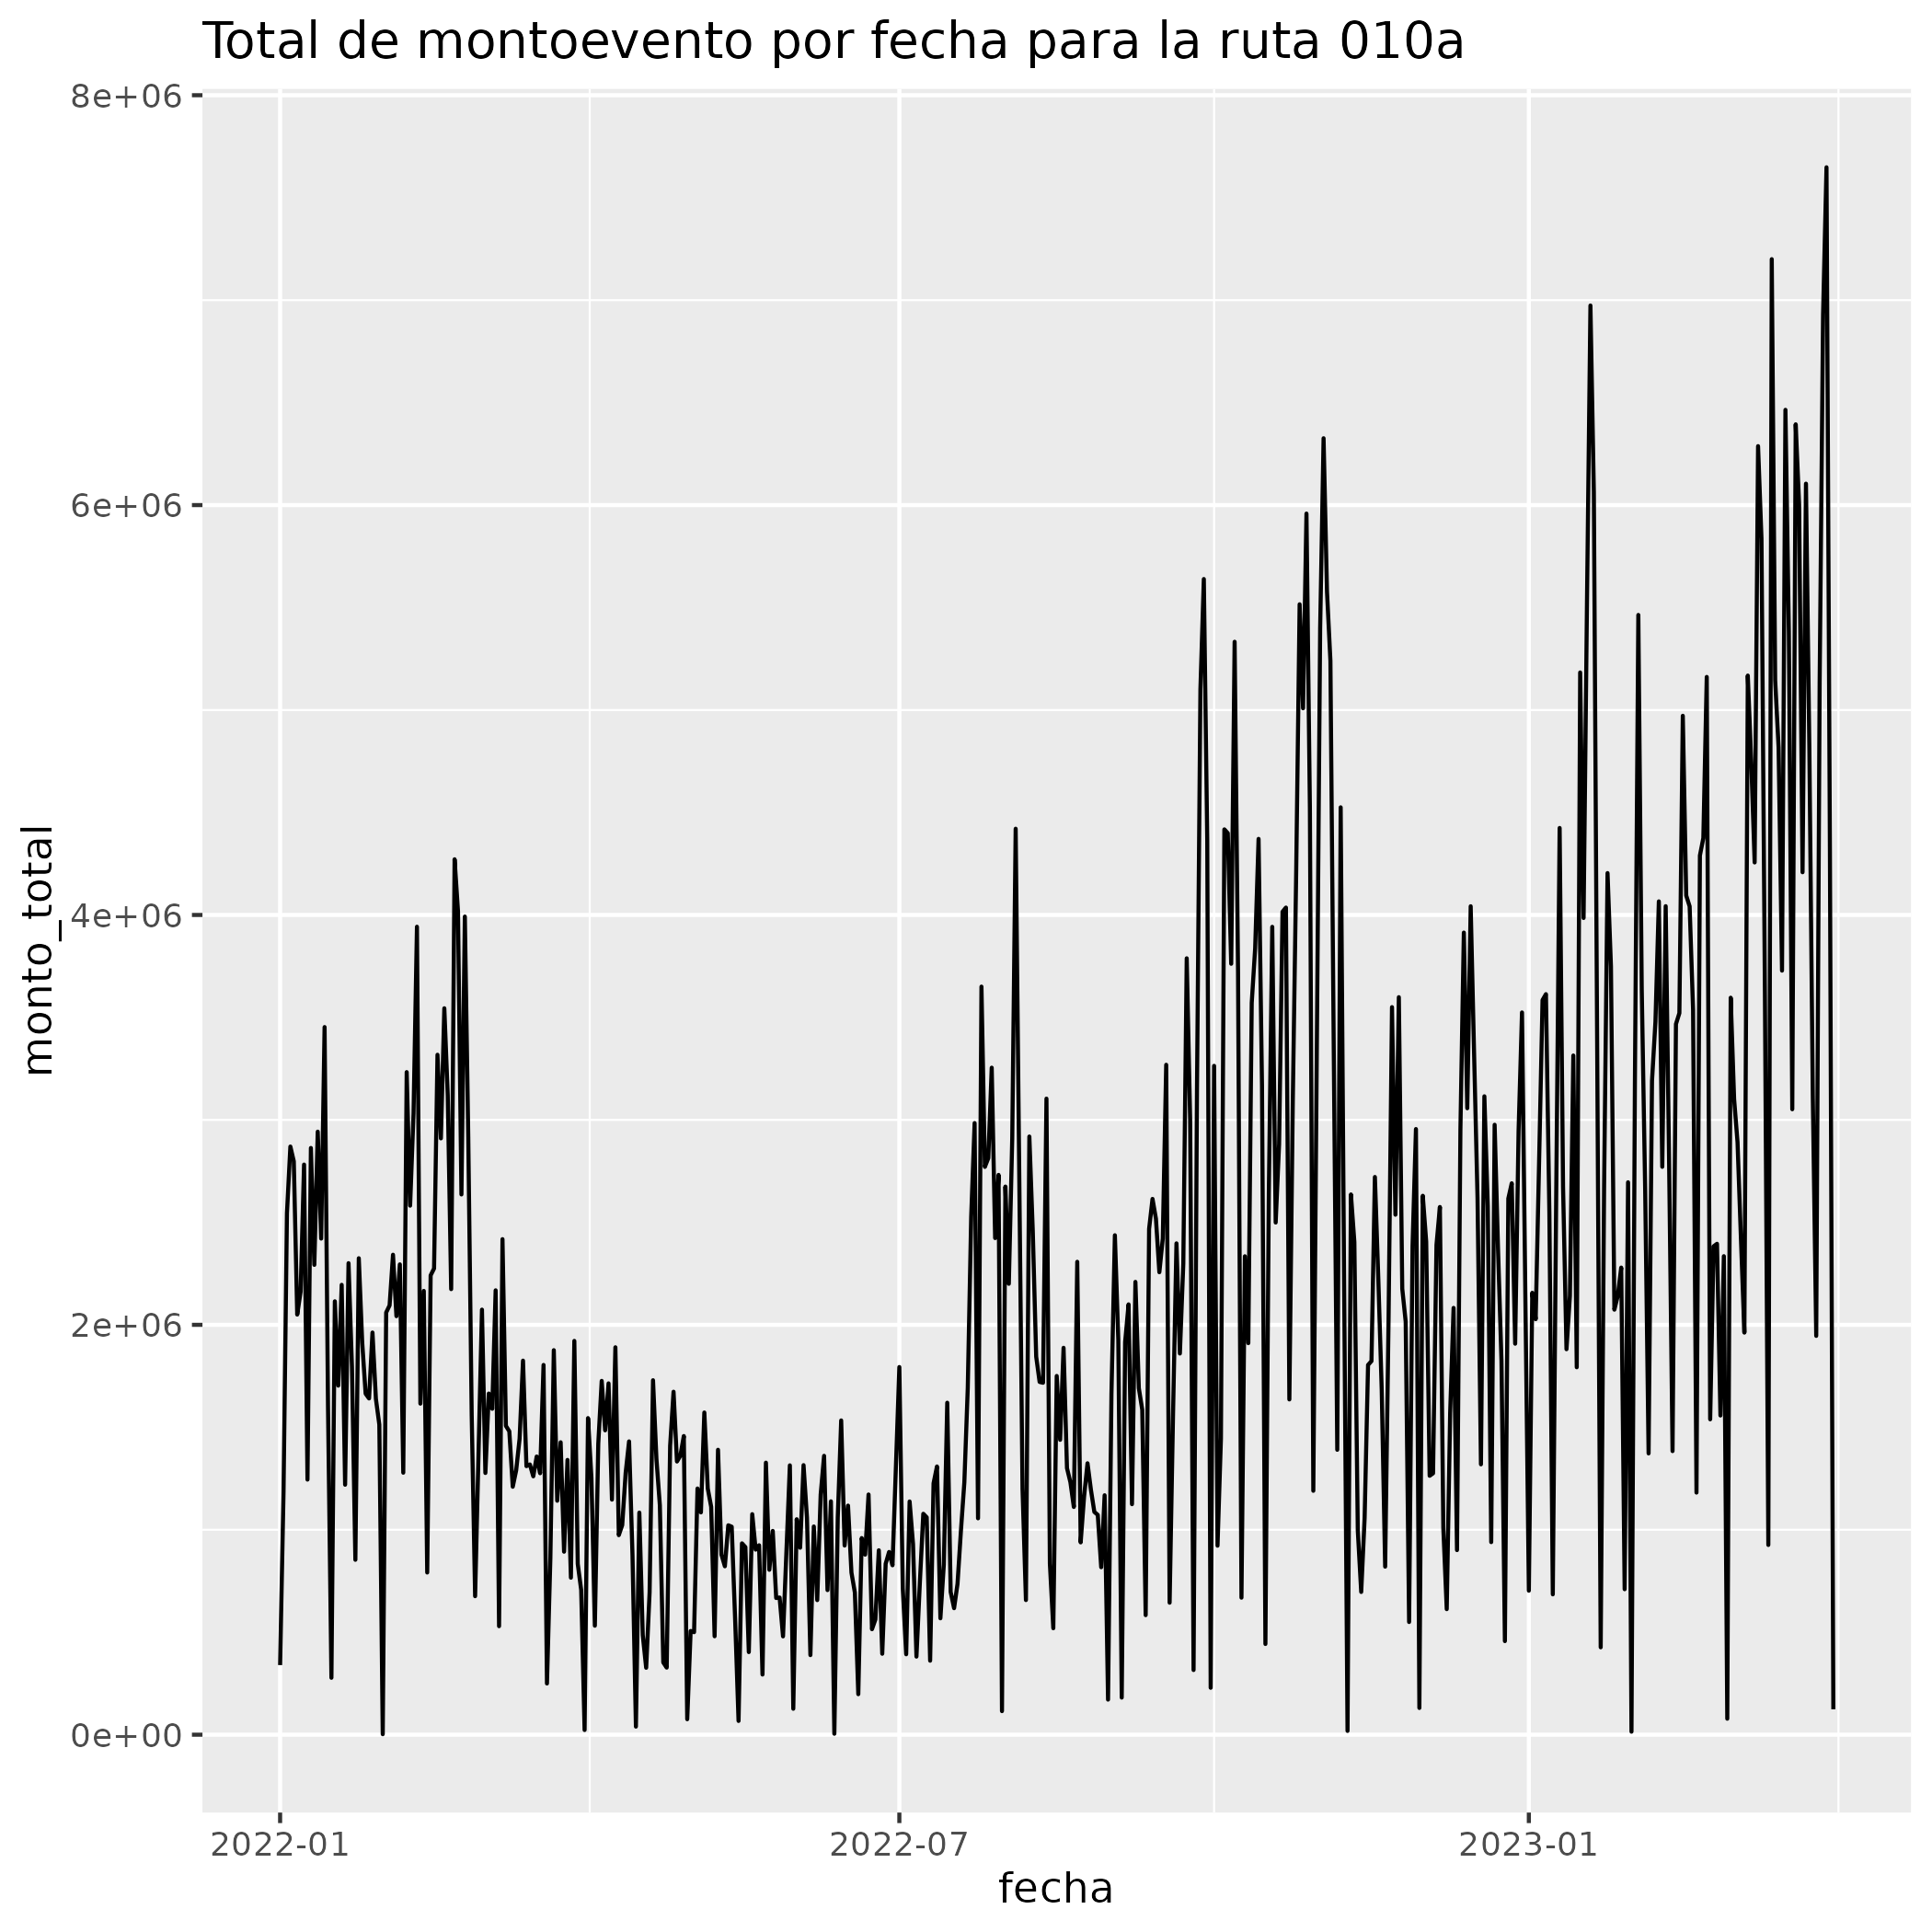 Total de montoevento por fecha para la ruta 010a
8e+06
6e+06
4e+06
2e+06
0e+00
monto_total
2022-01
2022-07
2023-01
fecha